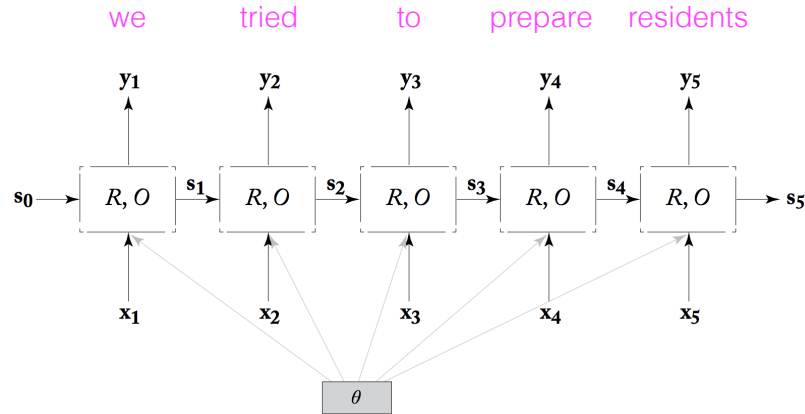 we tried to prepare residents
y1 y2 y3 y4 y5
s0 R, O s1 R, O s2 R, O s3 R, O s4 R, O s5
x1 x2 x3 x4 x5
θ